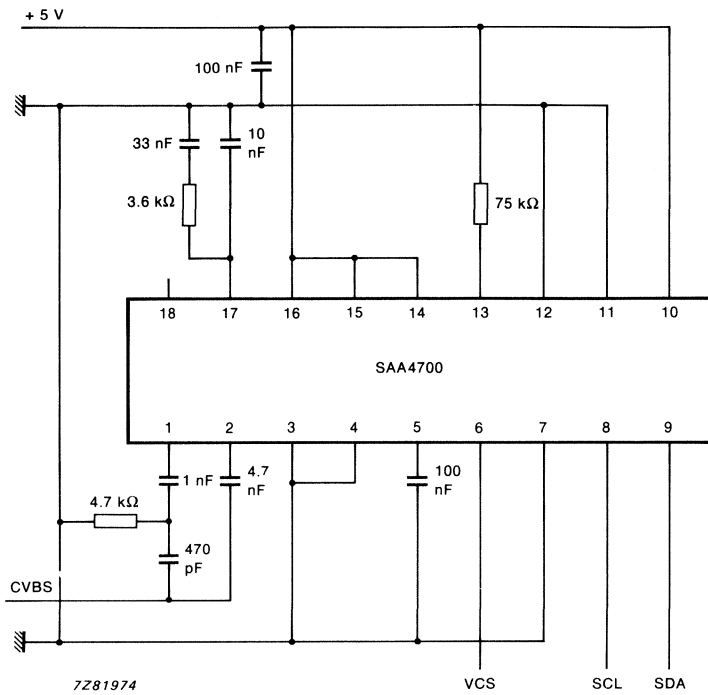 + 5 V
100 nF
33 nF
10
nF
3.6 kΩ
75 kΩ
18 17 16 15 14 13 12 11 10
SAA4700
1 2 3 4 5 6 7 8 9
1 nF
4.7
nF
100
nF
4.7 kΩ
470
pF
CVBS
7Z81974
VCS SCL SDA